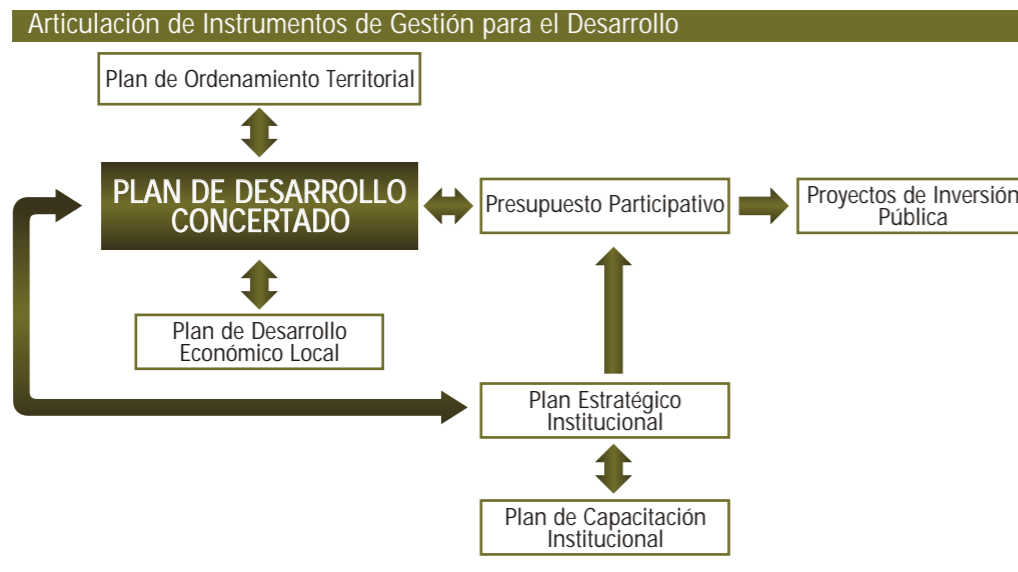 Articulación de Instrumentos de Gestión para el Desarrollo
Plan de Ordenamiento Territorial
PLAN DE DESARROLLO
CONCERTADO
Presupuesto Participativo
Proyectos de Inversión
Pública
Plan de Desarrollo
Económico Local
Plan Estratégico
Institucional
Plan de Capacitación
Institucional